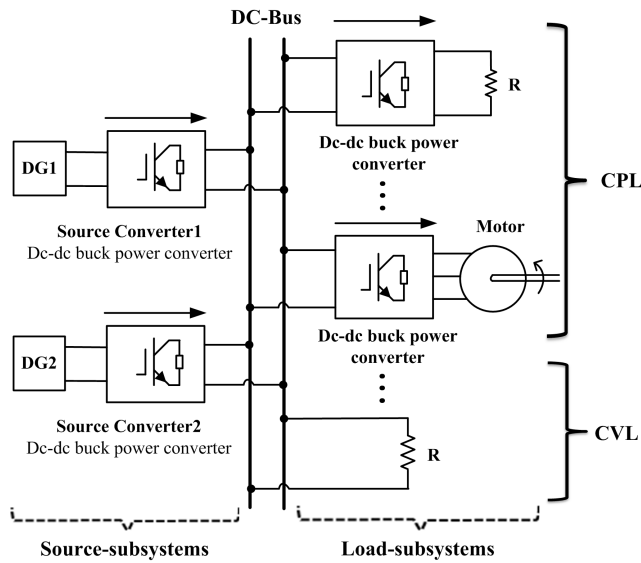 DC-Bus
R
Dc-dc buck power
converter
DG1
Source Converter1
Dc-dc buck power converter
CPL
Motor
Dc-dc buck power
converter
DG2
Source Converter2
Dc-dc buck power converter
R
CVL
Source-subsystems
Load-subsystems